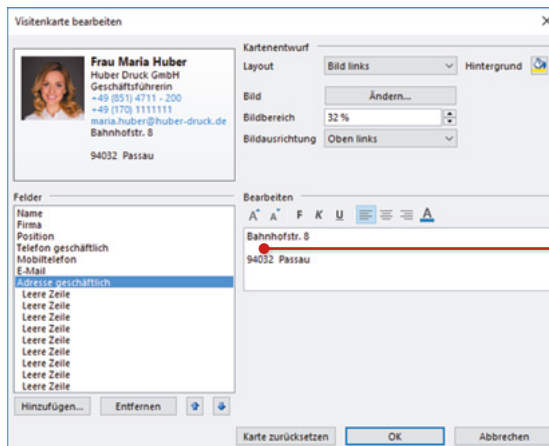 Visitenkarte bearbeiten
Frau Maria Huber
Huber Druck GmbH
Geschäftsführerin
+49 (851) 4711 - 200
+49 (170) 1111111
maria.huber@huber-druck.de
Bahnhofstr. 8
94032 Passau
Kartenentwurf
Layout
Bild links
Hintergrund
Bild
Ändern...
Bildbereich
32 %
Bildausrichtung
Oben links
Felder
Name
Firma
Position
Telefon geschäftlich
Mobiltelefon
E-Mail
Adresse geschäftlich
Leere Zeile
Leere Zeile
Leere Zeile
Leere Zeile
Leere Zeile
Leere Zeile
Leere Zeile
Leere Zeile
Leere Zeile
Hinzufügen...
Entfernen
Bearbeiten
A A F K U A
Bahnhofstr. 8
94032 Passau
Karte zurücksetzen
OK
Abbrechen